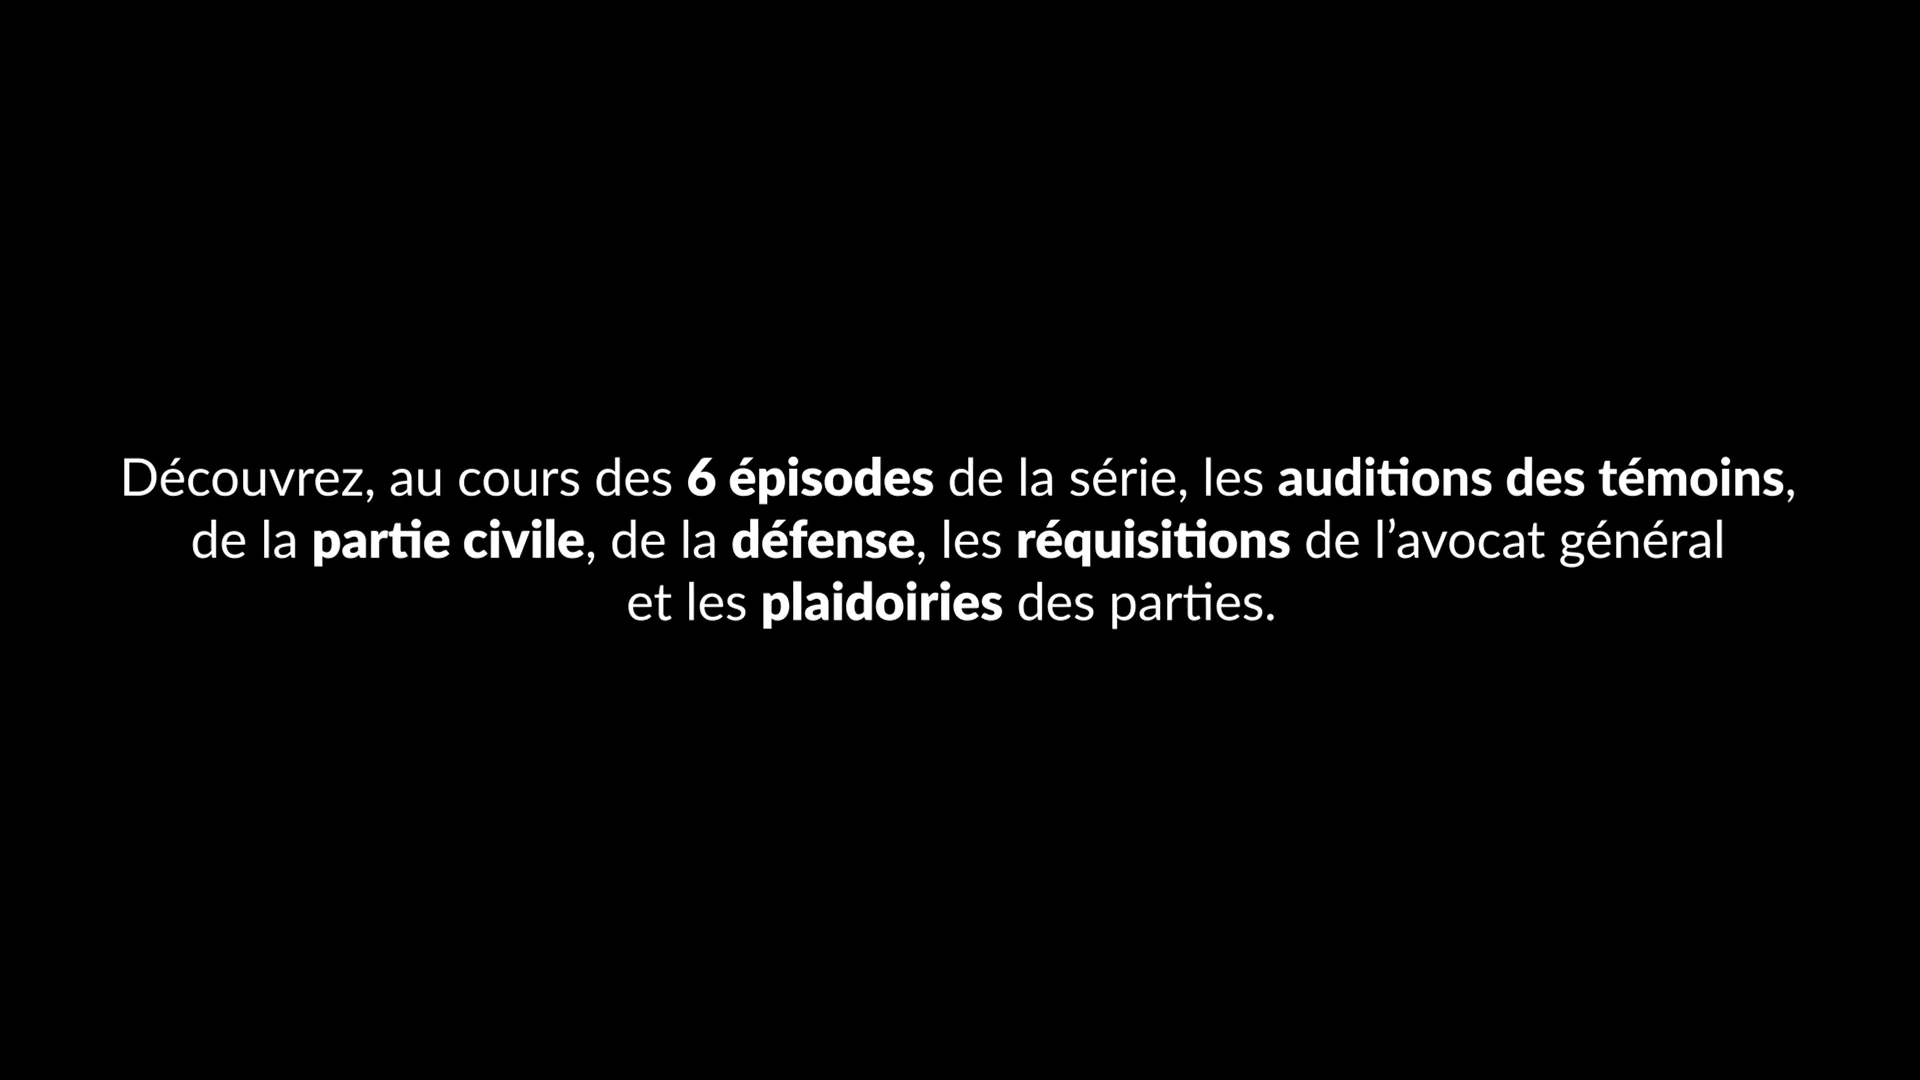 Découvrez, au cours des 6 épisodes de la série, les auditions des témoins,
de la partie civile, de la défense, les réquisitions de l’avocat général
et les plaidoiries des parties.